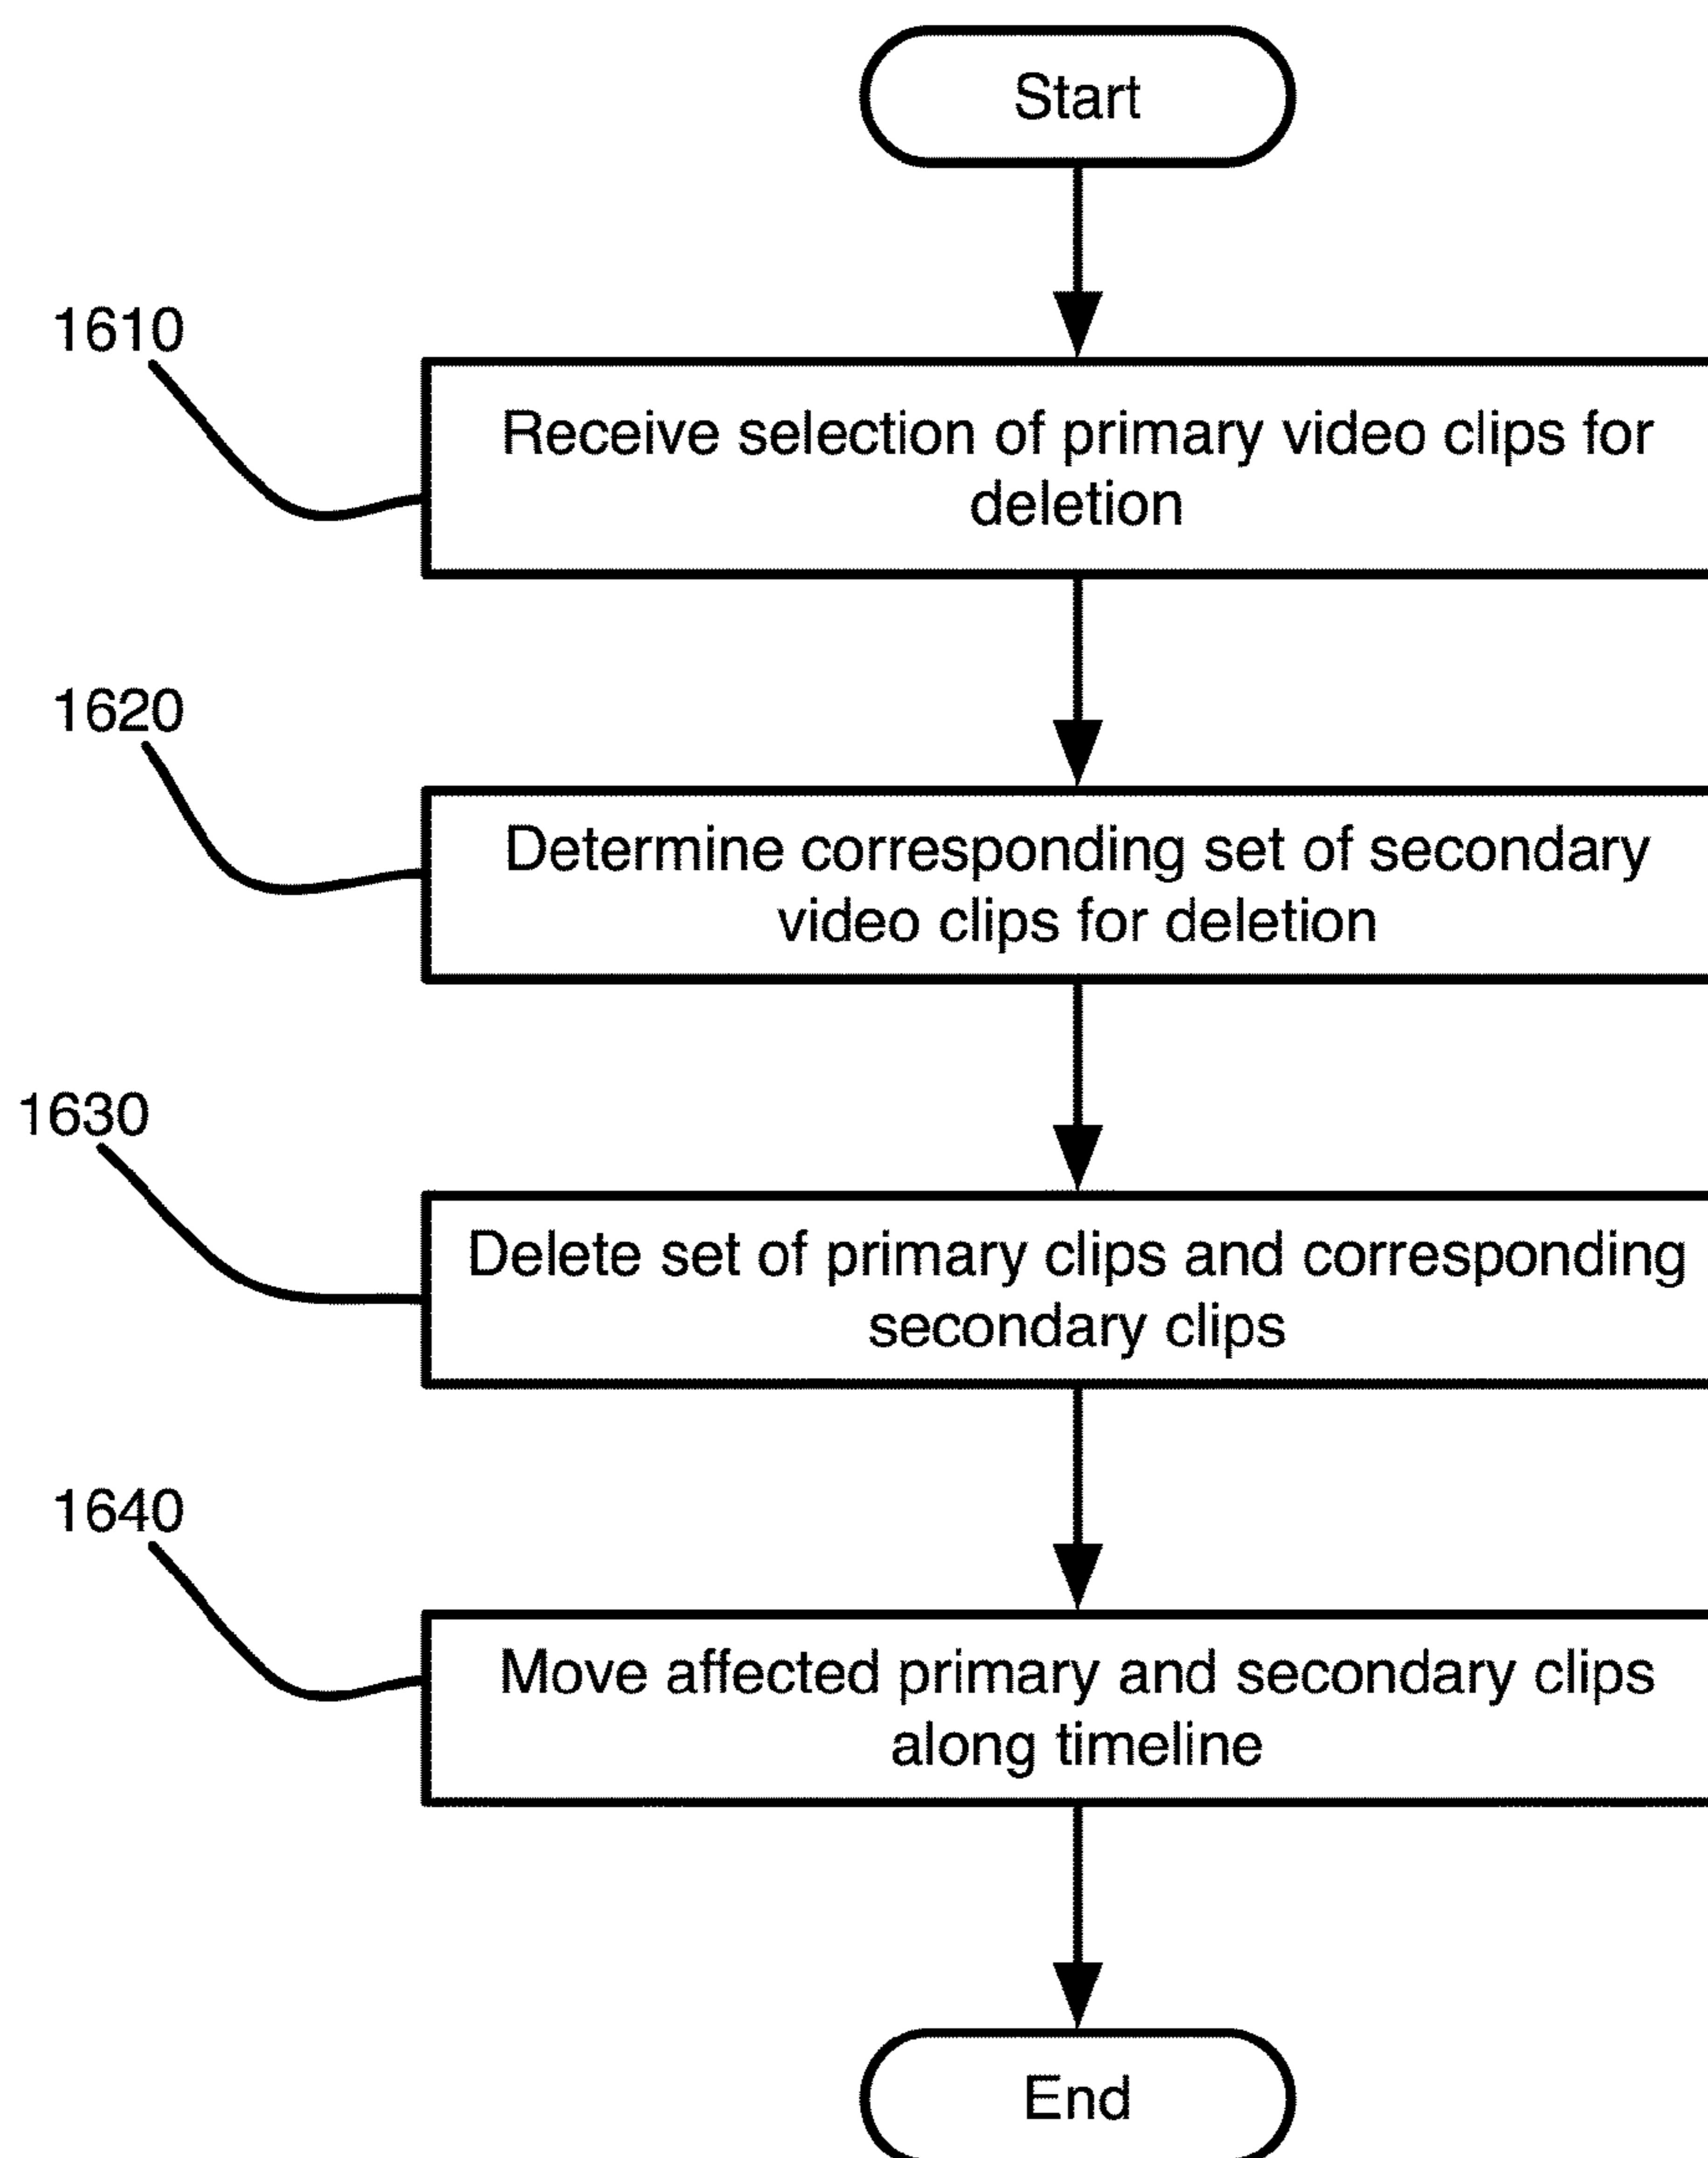 Start
1610
Receive selection of primary video clips for
deletion
1620
Determine corresponding set of secondary
video clips for deletion
1630
Delete set of primary clips and corresponding
secondary clips
1640
Move affected primary and secondary clips
along timeline
End